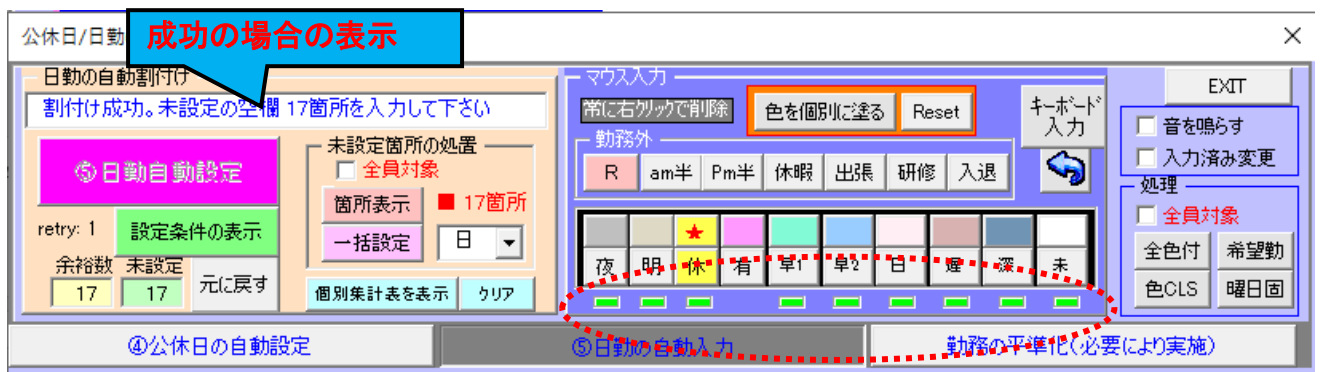 成功の場合の表示
公休日/日勤
日勤の自動割付け
割付け成功。未設定の空欄 17箇所を入力して下さい
⑤日勤自動設定
retry: 1
設定条件の表示
余裕数
未設定
17
17
元に戻す
未設定箇所の処置
全員対象
箇所表示
■ 17箇所
一括設定
日
個別集計表を表示
クリア
マウス入力
常に右クリックで削除
色を個別に塗る
Reset
キーボード
入力
勤務外
R
am半
Pm半
休暇
出張
研修
入退
★
夜
明
休
有
早1
早2
日
遅
深
未
EXIT
音を鳴らす
入力済み変更
処理
全員対象
全色付
希望勤
色CLS
曜日固
④公休日の自動設定
⑤日勤の自動入力
勤務の平準化(必要により実施)